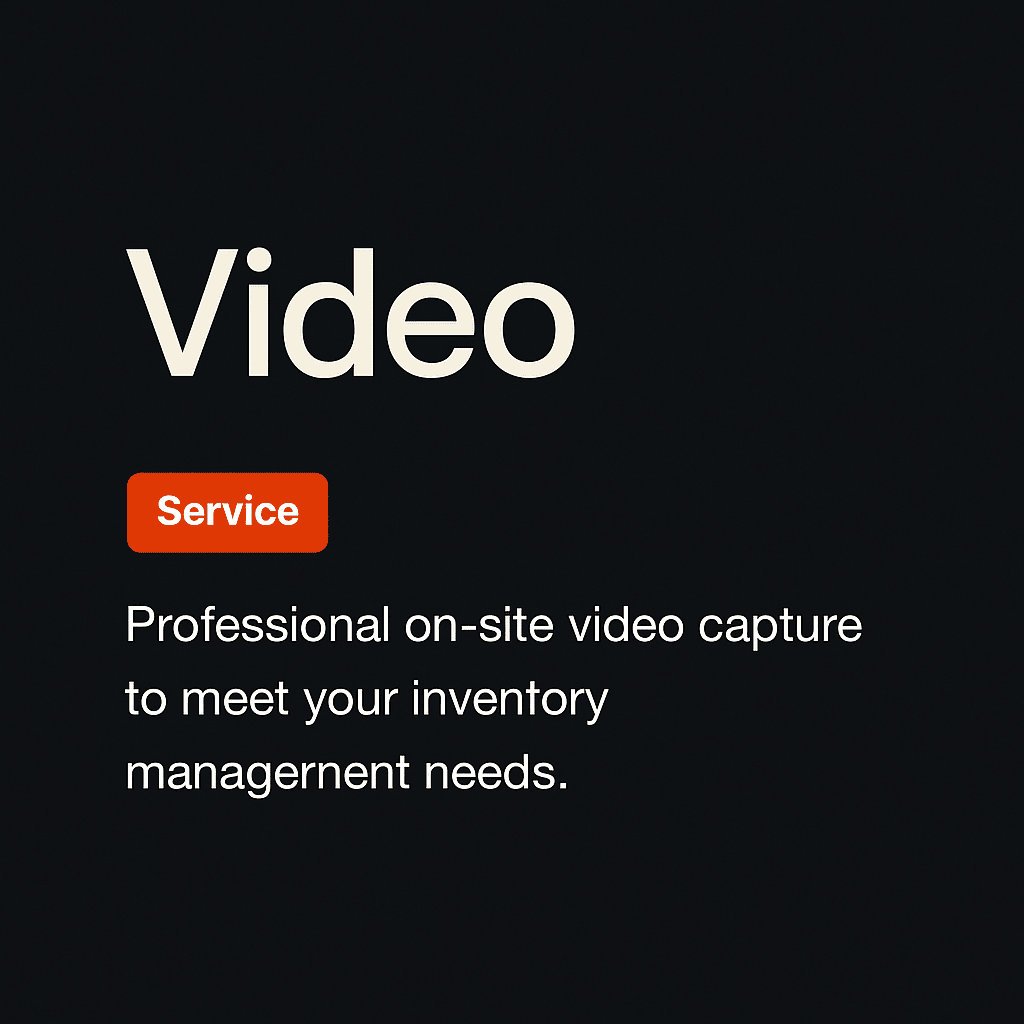 Video
Service
Professional on-site video capture
to meet your inventory
managernent needs.